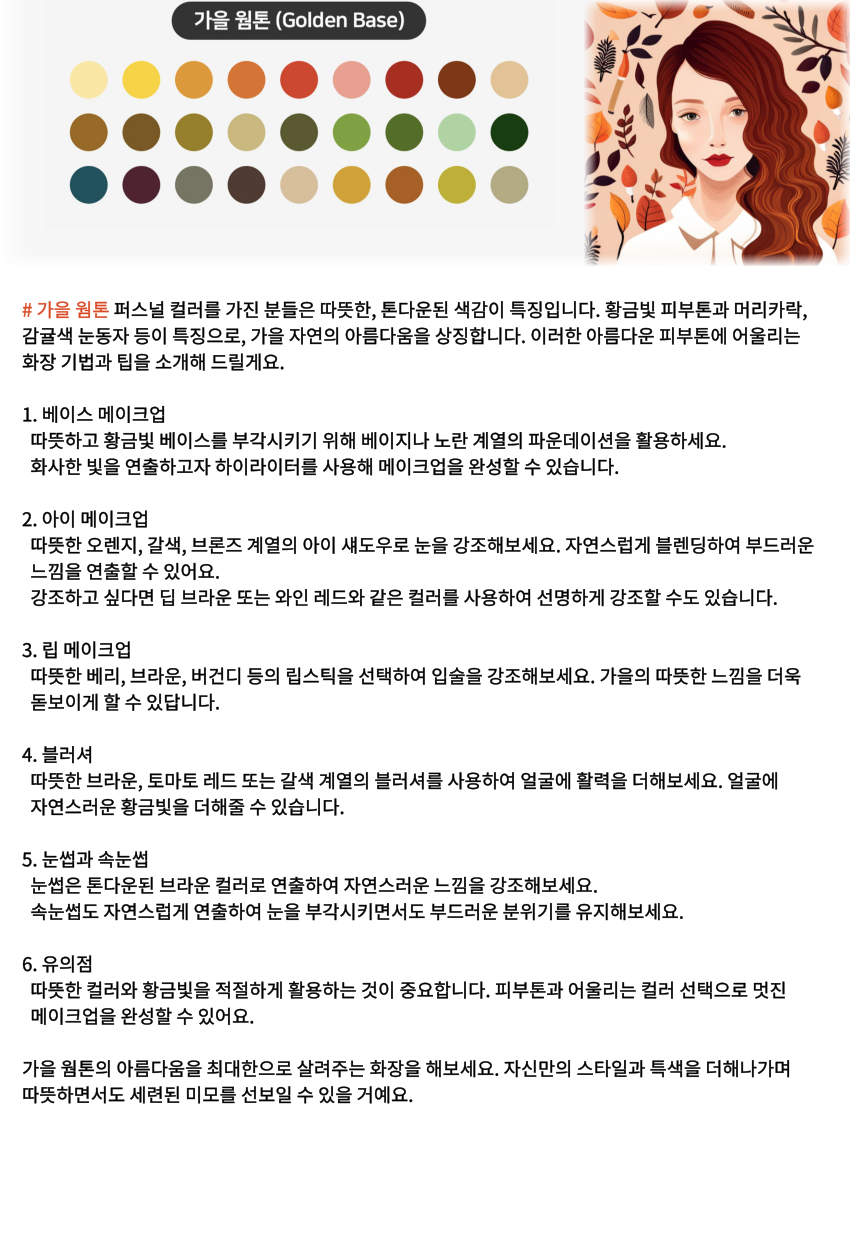 가을 웜톤 (Golden Base)
# 가을 웜톤 퍼스널 컬러를 가진 분들은 따뜻한, 톤다운된 색감이 특징입니다. 황금빛 피부톤과 머리카락,
감귤색 눈동자 등이 특징으로, 가을 자연의 아름다움을 상징합니다. 이러한 아름다운 피부톤에 어울리는
화장 기법과 팁을 소개해 드릴게요.
1. 베이스 메이크업
따뜻하고 황금빛 베이스를 부각시키기 위해 베이지나 노란 계열의 파운데이션을 활용하세요.
화사한 빛을 연출하고자 하이라이터를 사용해 메이크업을 완성할 수 있습니다.
2. 아이 메이크업
따뜻한 오렌지, 갈색, 브론즈 계열의 아이 섀도우로 눈을 강조해보세요. 자연스럽게 블렌딩하여 부드러운
느낌을 연출할 수 있어요.
강조하고 싶다면 딥 브라운 또는 와인 레드와 같은 컬러를 사용하여 선명하게 강조할 수도 있습니다.
3. 립 메이크업
따뜻한 베리, 브라운, 버건디 등의 립스틱을 선택하여 입술을 강조해보세요. 가을의 따뜻한 느낌을 더욱
돋보이게 할 수 있답니다.
4. 블러셔
따뜻한 브라운, 토마토 레드 또는 갈색 계열의 블러셔를 사용하여 얼굴에 활력을 더해보세요. 얼굴에
자연스러운 황금빛을 더해줄 수 있습니다.
5. 눈썹과 속눈썹
눈썹은 톤다운된 브라운 컬러로 연출하여 자연스러운 느낌을 강조해보세요.
속눈썹도 자연스럽게 연출하여 눈을 부각시키면서도 부드러운 분위기를 유지해보세요.
6. 유의점
따뜻한 컬러와 황금빛을 적절하게 활용하는 것이 중요합니다. 피부톤과 어울리는 컬러 선택으로 멋진
메이크업을 완성할 수 있어요.
가을 웜톤의 아름다움을 최대한으로 살려주는 화장을 해보세요. 자신만의 스타일과 특색을 더해나가며
따뜻하면서도 세련된 미모를 선보일 수 있을 거예요.